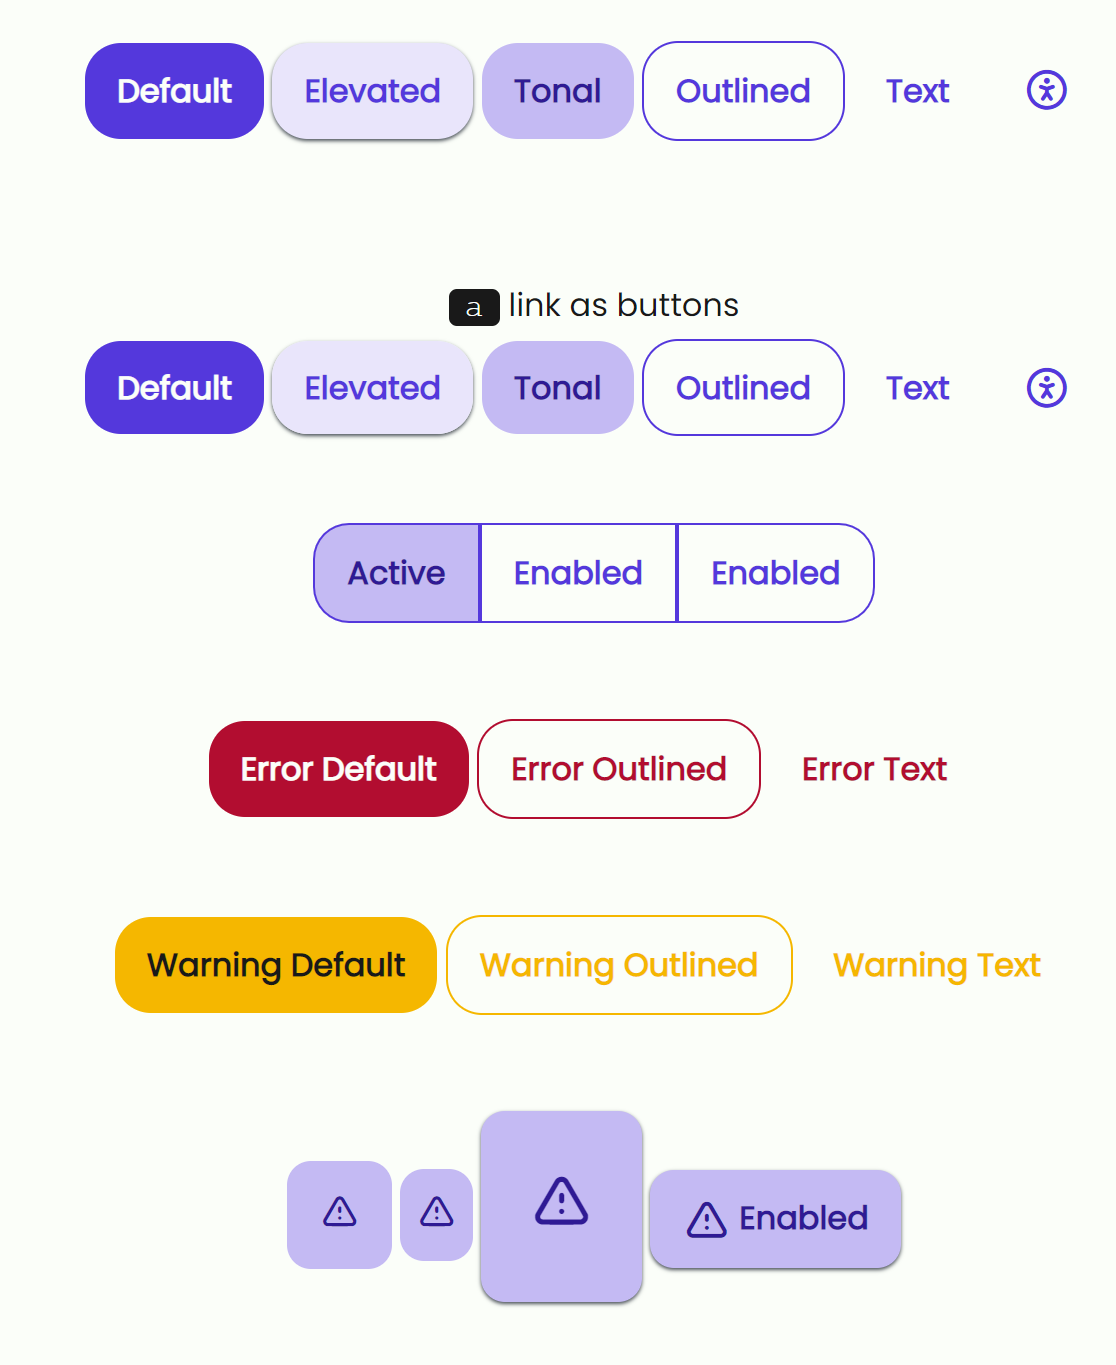 Default Elevated Tonal Outlined Text
a link as buttons
Default Elevated Tonal Outlined Text
Active Enabled Enabled
Error Default Error Outlined Error Text
Warning Default Warning Outlined Warning Text
Enabled